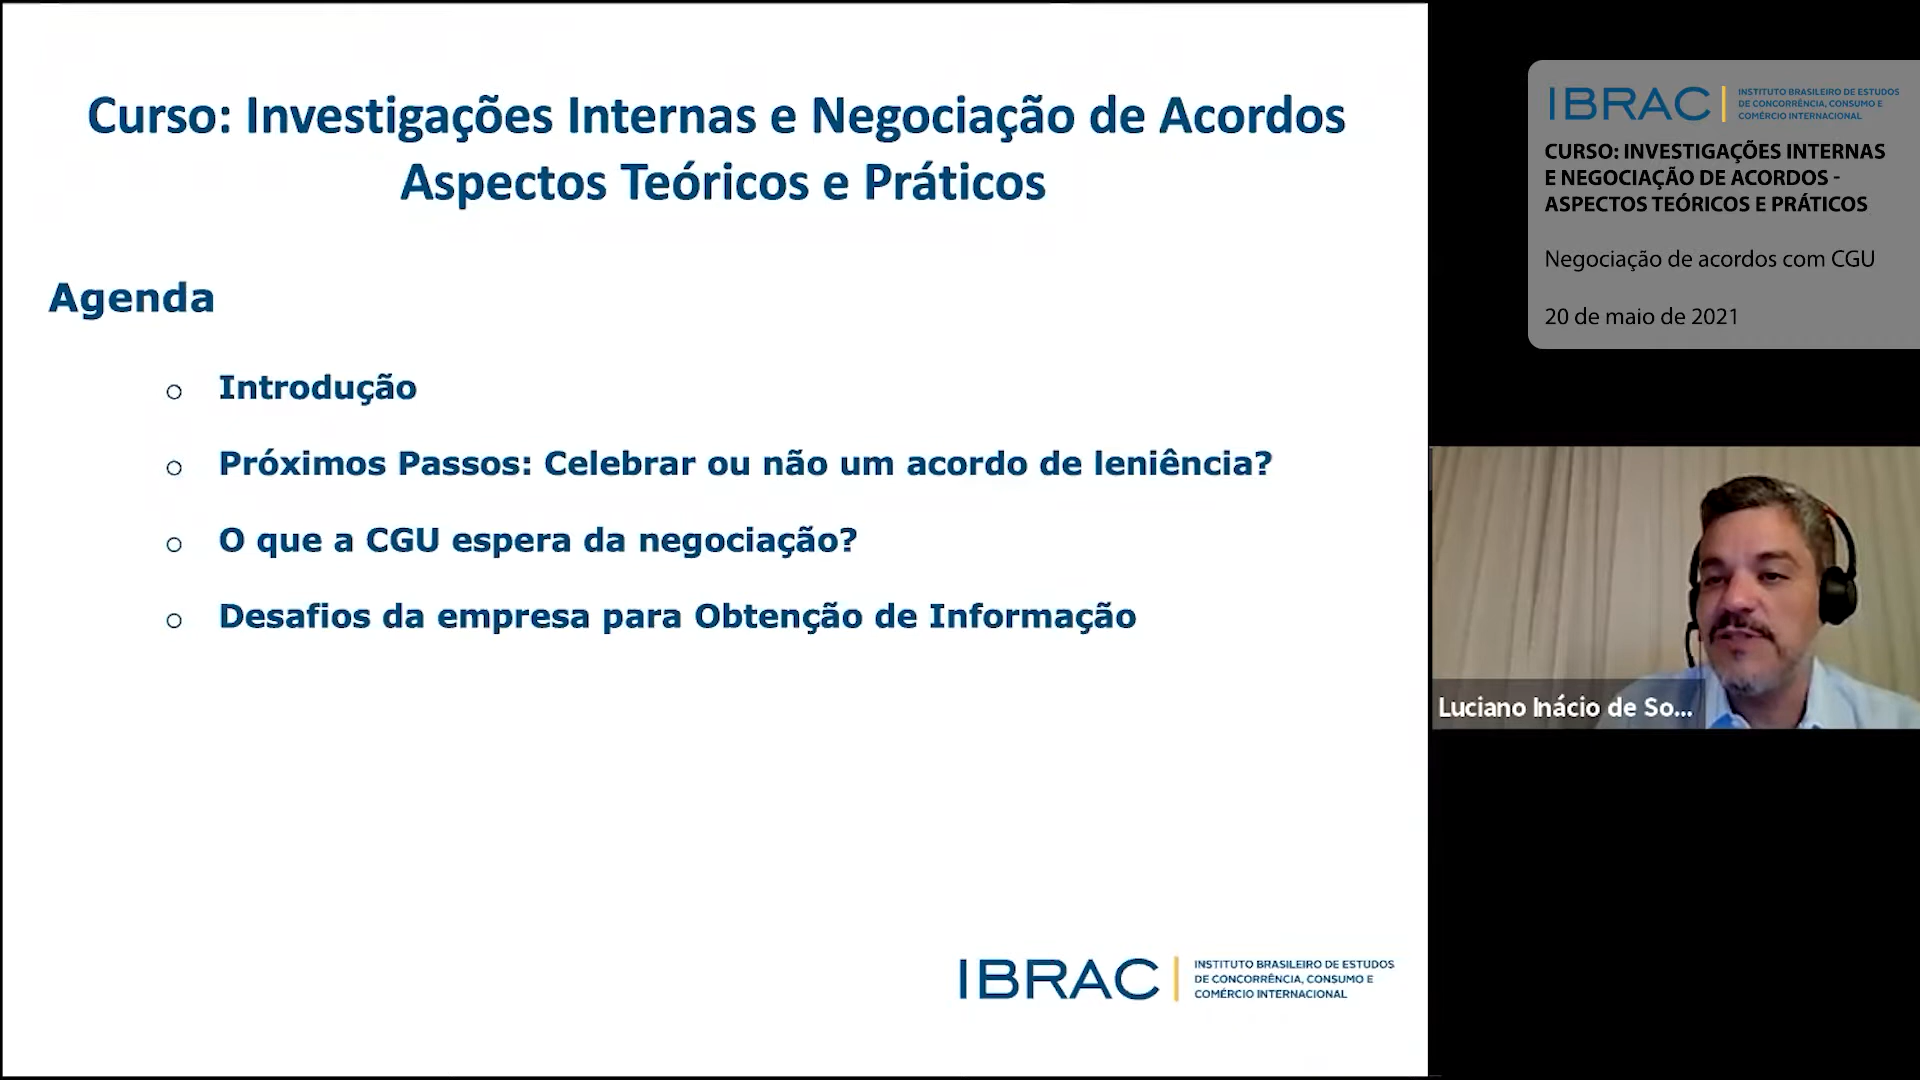 Curso: Investigações Internas e Negociação de Acordos
Aspectos Teóricos e Práticos
Agenda
Introdução
Próximos Passos: Celebrar ou não um acordo de leniência?
O que a CGU espera da negociação?
Desafios da empresa para Obtenção de Informação
IBRAC
INSTITUTO BRASILEIRO DE ESTUDOS
DE CONCORRÊNCIA, CONSUMO E
COMÉRCIO INTERNACIONAL
IBRAC
INSTITUTO BRASILEIRO DE ESTUDOS
DE CONCORRÊNCIA, CONSUMO E
COMÉRCIO INTERNACIONAL
CURSO: INVESTIGAÇÕES INTERNAS
E NEGOCIAÇÃO DE ACORDOS -
ASPECTOS TEÓRICOS E PRÁTICOS
Negociação de acordos com CGU
20 de maio de 2021
Luciano Inácio de So...